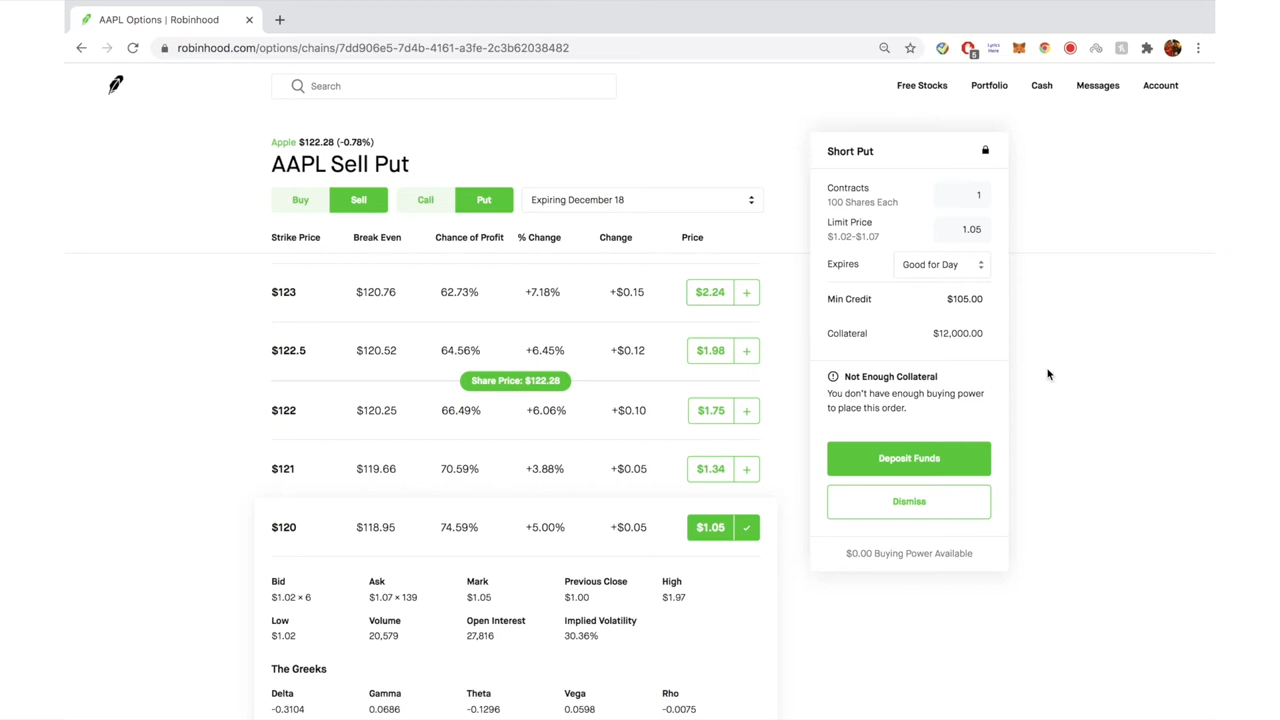 AAPL Options | Robinhood
robinhood.com/options/chains/7dd906e5-7d4b-4161-a3fe-2c3b62038482
Lyrics
Here
5
Search
Free Stocks Portfolio Cash Messages Account
Apple $122.28 (-0.78%)
AAPL Sell Put
Buy Sell Call Put Expiring December 18
Strike Price Break Even Chance of Profit % Change Change Price
$123 $120.76 62.73% +7.18% +$0.15 $2.24 +
$122.5 $120.52 64.56% +6.45% +$0.12 $1.98 +
Share Price: $122.28
$122 $120.25 66.49% +6.06% +$0.10 $1.75 +
$121 $119.66 70.59% +3.88% +$0.05 $1.34 +
$120 $118.95 74.59% +5.00% +$0.05 $1.05
Bid Ask Mark Previous Close High
$1.02 × 6 $1.07 × 139 $1.05 $1.00 $1.97
Low Volume Open Interest Implied Volatility
$1.02 20,579 27,816 30.36%
The Greeks
Delta Gamma Theta Vega Rho
-0.3104 0.0686 -0.1296 0.0598 -0.0075
Short Put
Contracts 1
100 Shares Each
Limit Price 1.05
$1.02-$1.07
Expires Good for Day
Min Credit $105.00
Collateral $12,000.00
Not Enough Collateral
You don't have enough buying power
to place this order.
Deposit Funds
Dismiss
$0.00 Buying Power Available